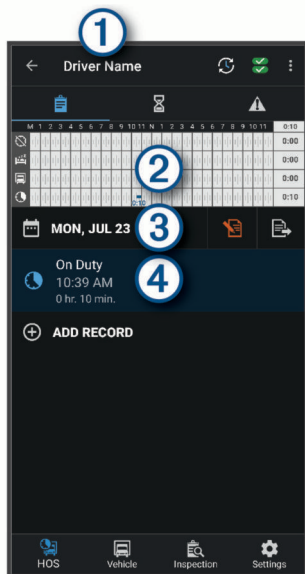 1
Driver Name
M 1 2 3 4 5 6 7 8 9 10 11 N 1 2 3 4 5 6 7 8 9 10 11 0:10
0:00
0:00
2
0:00
0:10 0:10
MON, JUL 23 3
On Duty
10:39 AM 4
0 hr. 10 min.
ADD RECORD
HOS Vehicle Inspection Settings